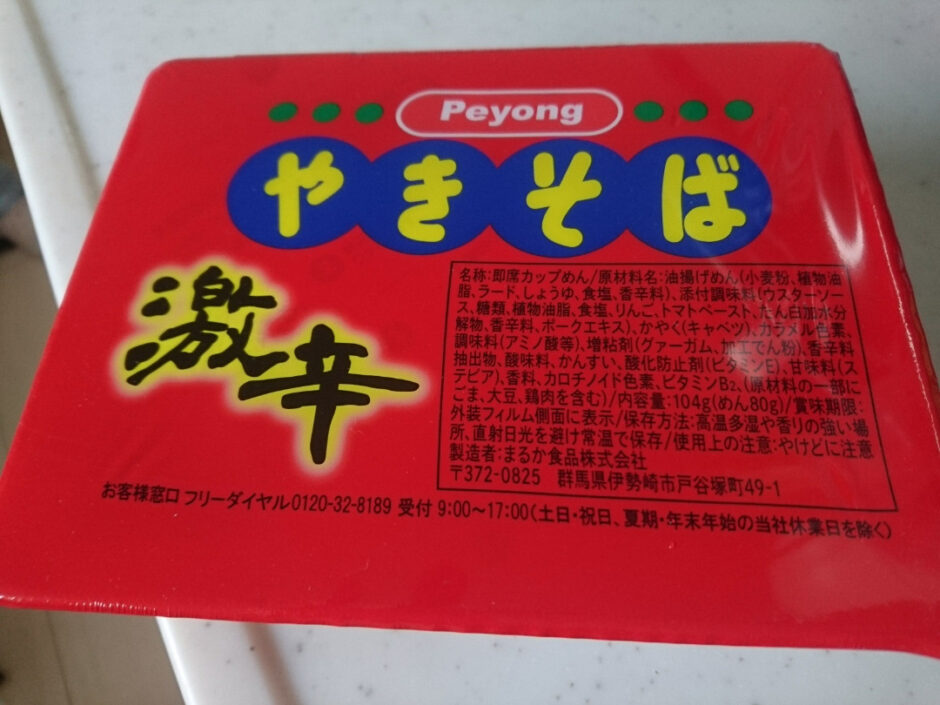 Peyong
やきそば
激辛
名称:即席カップめん/原材料名:油揚げめん(小麦粉、植物油
脂、ラード、しょうゆ、食塩、香辛料)、添付調味料(ウスターソー
ス、糖類、植物油脂、食塩、りんご、トマトペースト、たん白加水分
解物、香辛料、ポークエキス)、かやく(キャベツ)、カラメル色素、
調味料(アミノ酸等)、増粘剤(グァーガム、加工でん粉)、香辛料
抽出物、酸味料、かんすい、酸化防止剤(ビタミンE)、甘味料(ス
テビア)、香料、カロチノイド色素、ビタミンB₂、(原材料の一部に
ごま、大豆、鶏肉を含む)/内容量:104g(めん80g)/賞味期限:
外装フィルム側面に表示/保存方法:高温多湿や香りの強い場
所、直射日光を避け常温で保存/使用上の注意:やけどに注意
製造者:まるか食品株式会社
〒372-0825 群馬県伊勢崎市戸谷塚町49-1
お客様窓口 フリーダイヤル0120-32-8189 受付 9:00〜17:00(土日・祝日、夏期・年末年始の当社休業日を除く)